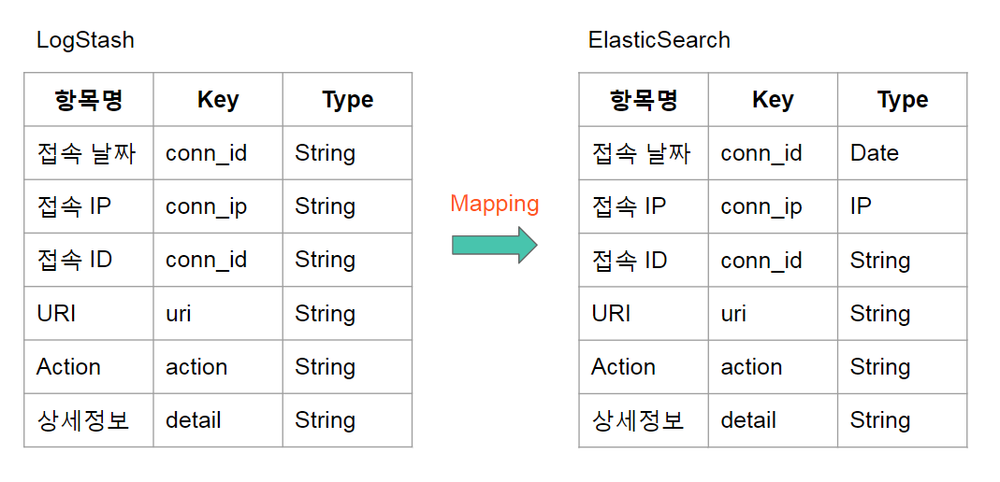 LogStash
항목명 Key Type
접속 날짜 conn_id String
접속 IP conn_ip String
접속 ID conn_id String
URI uri String
Action action String
상세정보 detail String
Mapping
ElasticSearch
항목명 Key Type
접속 날짜 conn_id Date
접속 IP conn_ip IP
접속 ID conn_id String
URI uri String
Action action String
상세정보 detail String